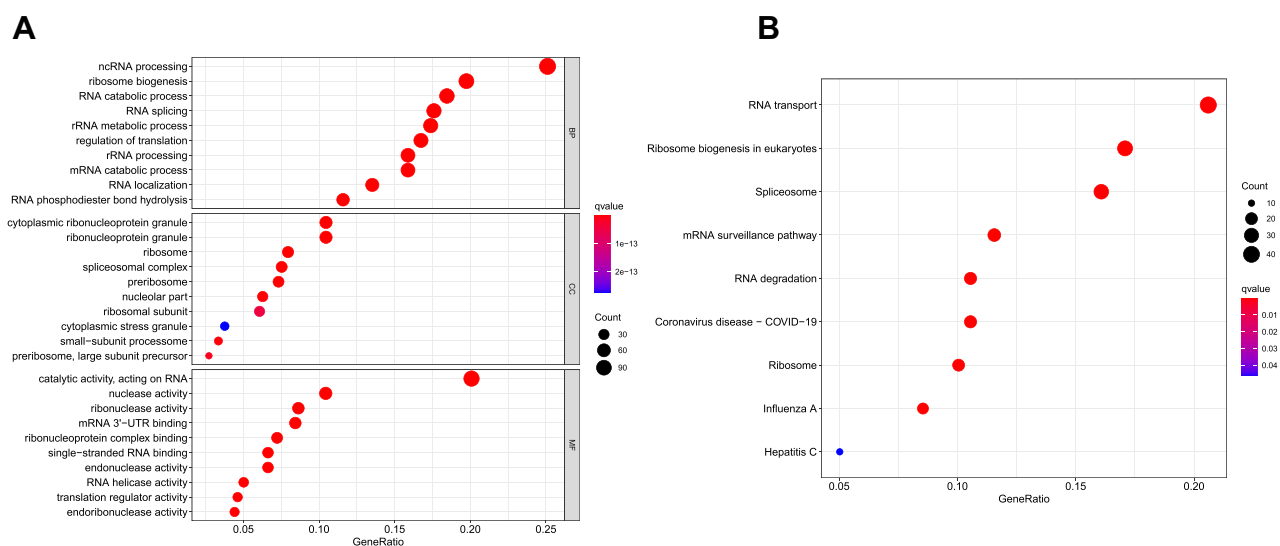 A
ncRNA processing
ribosome biogenesis
RNA catabolic process
RNA splicing
rRNA metabolic process
regulation of translation
rRNA processing
mRNA catabolic process
RNA localization
RNA phosphodiester bond hydrolysis
BP
cytoplasmic ribonucleoprotein granule
ribonucleoprotein granule
ribosome
spliceosomal complex
preribosome
nucleolar part
ribosomal subunit
cytoplasmic stress granule
small−subunit processome
preribosome, large subunit precursor
CC
catalytic activity, acting on RNA
nuclease activity
ribonuclease activity
mRNA 3'−UTR binding
ribonucleoprotein complex binding
single−stranded RNA binding
endonuclease activity
RNA helicase activity
translation regulator activity
endoribonuclease activity
MF
0.05 0.10 0.15 0.20 0.25
GeneRatio
qvalue
1e−13
2e−13
Count
30
60
90
B
RNA transport
Ribosome biogenesis in eukaryotes
Spliceosome
mRNA surveillance pathway
RNA degradation
Coronavirus disease − COVID−19
Ribosome
Influenza A
Hepatitis C
0.05 0.10 0.15 0.20
GeneRatio
Count
10
20
30
40
qvalue
0.01
0.02
0.03
0.04